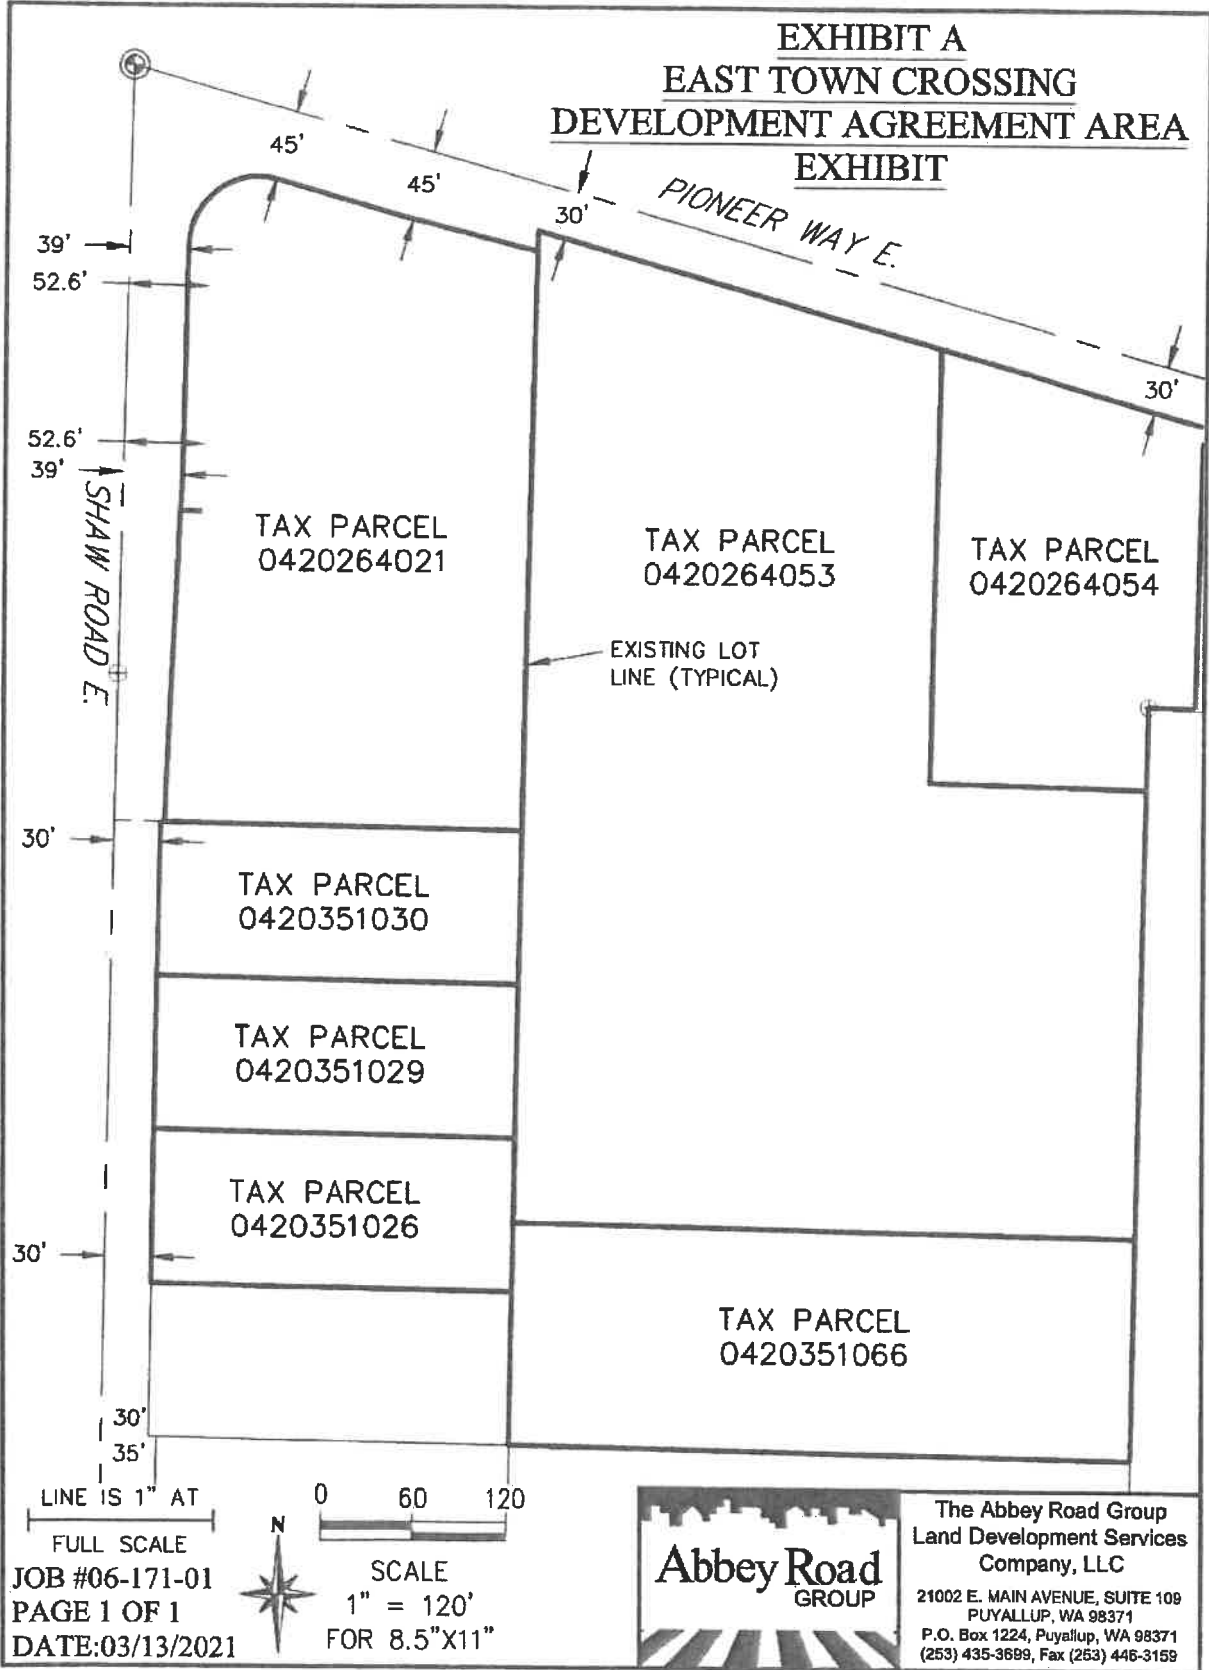 EXHIBIT A
EAST TOWN CROSSING
DEVELOPMENT AGREEMENT AREA
EXHIBIT
45'
45'
30'
PIONEER WAY E.
39'
52.6'
30'
52.6'
39'
SHAW ROAD E.
TAX PARCEL
0420264021
TAX PARCEL
0420264053
TAX PARCEL
0420264054
EXISTING LOT
LINE (TYPICAL)
30'
TAX PARCEL
0420351030
TAX PARCEL
0420351029
TAX PARCEL
0420351026
30'
TAX PARCEL
0420351066
30'
35'
LINE IS 1" AT
FULL SCALE
JOB #06-171-01
PAGE 1 OF 1
DATE:03/13/2021
N
0 60 120
SCALE
1" = 120'
FOR 8.5"X11"
Abbey Road
GROUP
The Abbey Road Group
Land Development Services
Company, LLC
21002 E. MAIN AVENUE, SUITE 109
PUYALLUP, WA 98371
P.O. Box 1224, Puyallup, WA 98371
(253) 435-3699, Fax (253) 446-3159